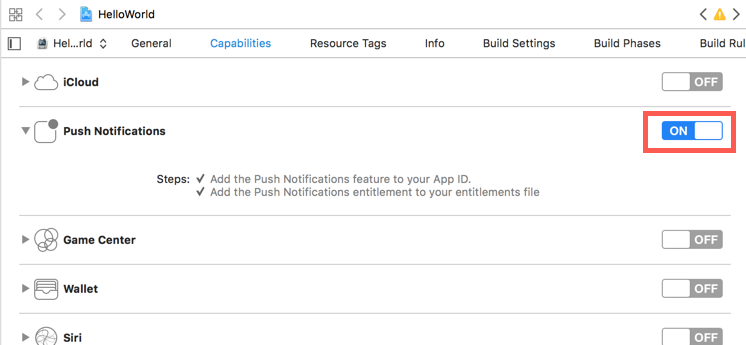 HelloWorld
Hel...rld General Capabilities Resource Tags Info Build Settings Build Phases Build Rul
iCloud OFF
Push Notifications ON
Steps: ✓ Add the Push Notifications feature to your App ID.
✓ Add the Push Notifications entitlement to your entitlements file
Game Center OFF
Wallet OFF
Siri OFF